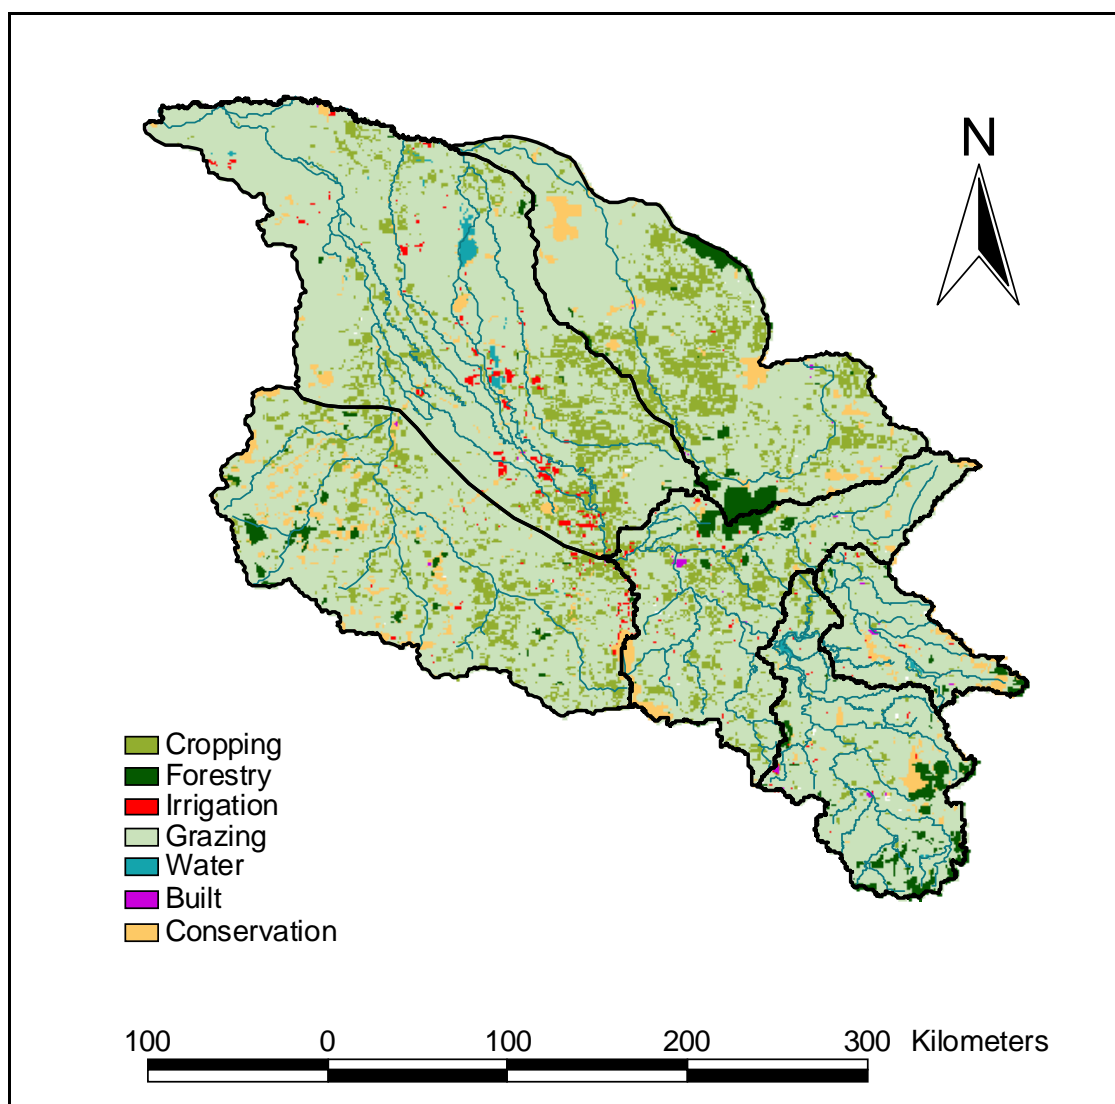 N
Cropping
Forestry
Irrigation
Grazing
Water
Built
Conservation
100 0 100 200 300 Kilometers